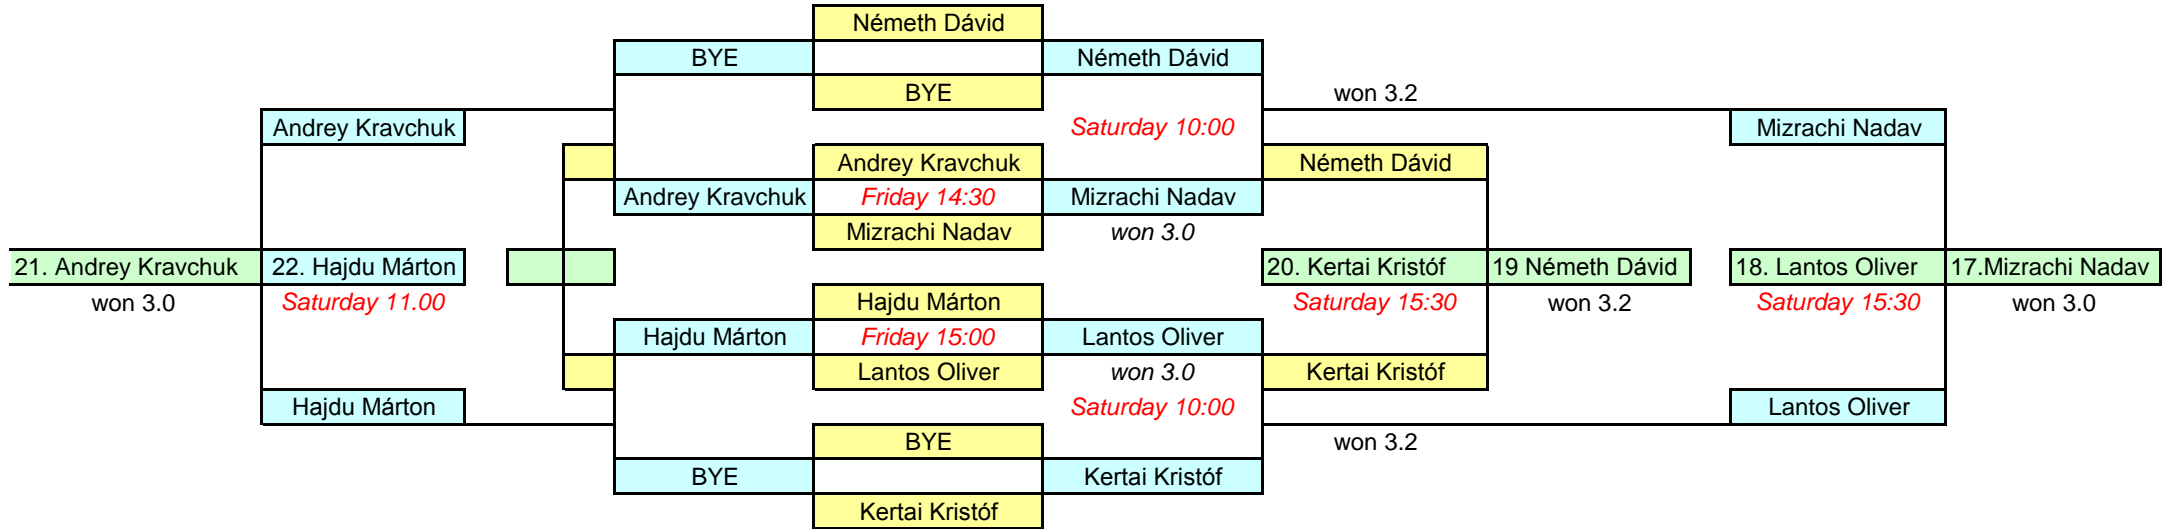 Németh Dávid
BYE Németh Dávid
BYE won 3.2
Andrey Kravchuk Saturday 10:00 Mizrachi Nadav
Andrey Kravchuk Németh Dávid
Andrey Kravchuk Friday 14:30 Mizrachi Nadav
Mizrachi Nadav won 3.0
21. Andrey Kravchuk 22. Hajdu Márton 20. Kertai Kristóf 19 Németh Dávid 18. Lantos Oliver 17.Mizrachi Nadav
won 3.0 Saturday 11.00 Hajdu Márton Saturday 15:30 won 3.2 Saturday 15:30 won 3.0
Hajdu Márton Friday 15:00 Lantos Oliver
Lantos Oliver won 3.0 Kertai Kristóf
Hajdu Márton Saturday 10:00 Lantos Oliver
BYE won 3.2
BYE Kertai Kristóf
Kertai Kristóf